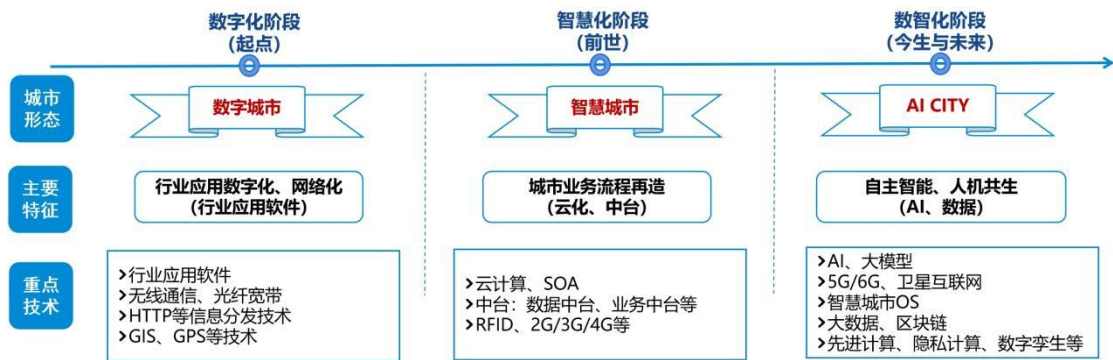 数字化阶段
(起点)
智慧化阶段
(前世)
数智化阶段
(今生与未来)
城市
形态
数字城市
智慧城市
AI CITY
主要
特征
行业应用数字化、网络化
(行业应用软件)
城市业务流程再造
(云化、中台)
自主智能、人机共生
(AI、数据)
重点
技术
>行业应用软件
>无线通信、光纤宽带
>HTTP等信息分发技术
>GIS、GPS等技术
>云计算、SOA
>中台：数据中台、业务中台等
>RFID、2G/3G/4G等
>AI、大模型
>5G/6G、卫星互联网
>智慧城市OS
>大数据、区块链
>先进计算、隐私计算、数字孪生等